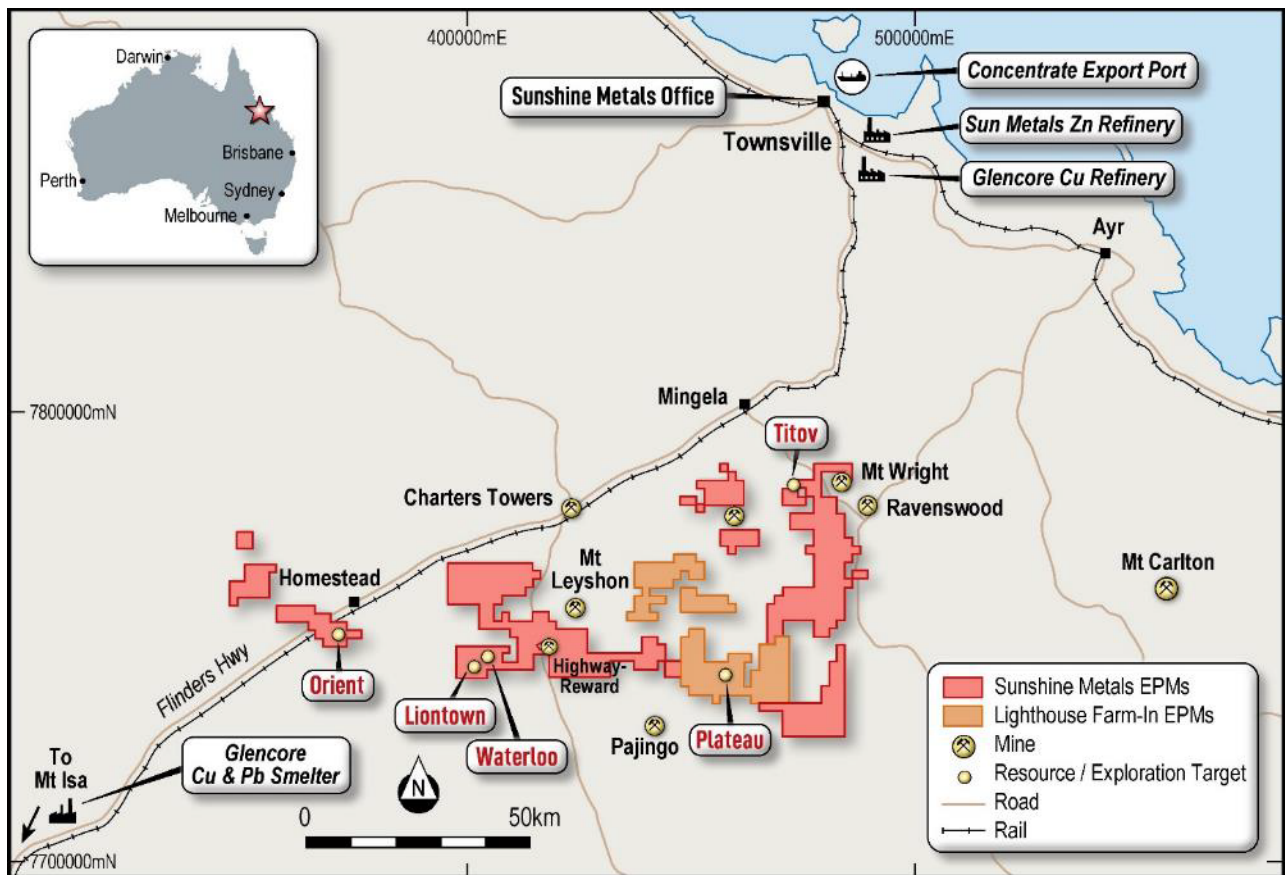 400000mE
500000mE
Darwin
Brisbane
Perth
Sydney
Melbourne
Concentrate Export Port
Sunshine Metals Office
Sun Metals Zn Refinery
Townsville
Glencore Cu Refinery
Ayr
7800000mN
Mingela
Titov
Mt Wright
Charters Towers
Ravenswood
Mt
Leyshon
Homestead
Mt Carlton
Orient
Highway-
Reward
Flinders Hwy
Liontown
Waterloo
Pajingo
Plateau
To
Mt Isa
Glencore
Cu & Pb Smelter
N
0
50km
Sunshine Metals EPMs
Lighthouse Farm-In EPMs
Mine
Resource / Exploration Target
Road
Rail
7700000mN